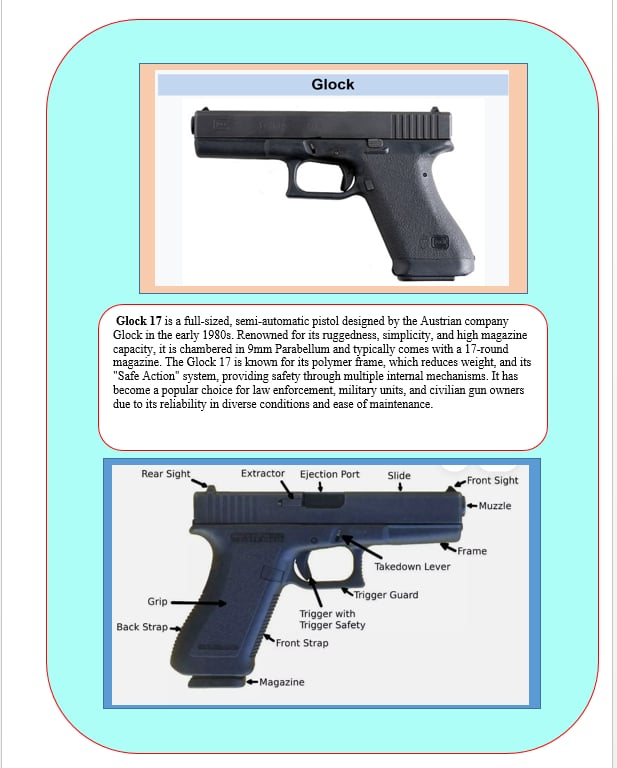 Glock
Glock 17 is a full-sized, semi-automatic pistol designed by the Austrian company
Glock in the early 1980s. Renowned for its ruggedness, simplicity, and high magazine
capacity, it is chambered in 9mm Parabellum and typically comes with a 17-round
magazine. The Glock 17 is known for its polymer frame, which reduces weight, and its
"Safe Action" system, providing safety through multiple internal mechanisms. It has
become a popular choice for law enforcement, military units, and civilian gun owners
due to its reliability in diverse conditions and ease of maintenance.
Rear Sight
Extractor
Ejection Port
Slide
Front Sight
Muzzle
Frame
Takedown Lever
Trigger Guard
Grip
Trigger with
Trigger Safety
Back Strap
Front Strap
Magazine